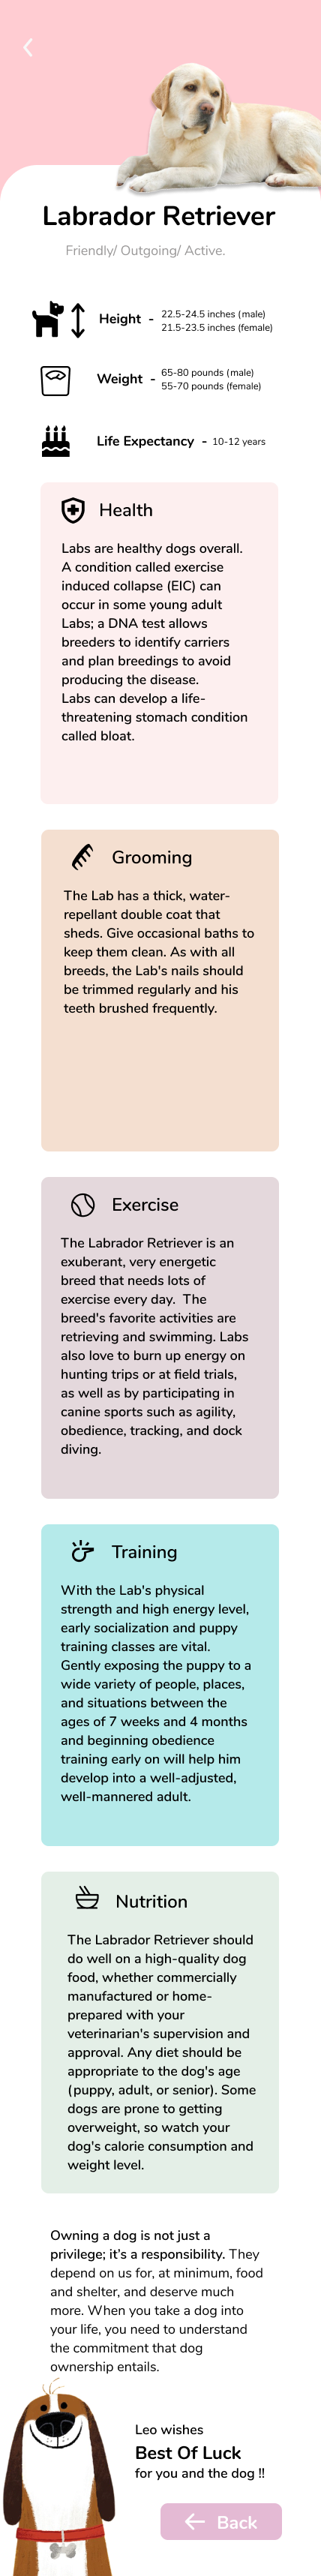 Labrador Retriever
Friendly/ Outgoing/ Active.
Height - 22.5-24.5 inches (male)
21.5-23.5 inches (female)
Weight - 65-80 pounds (male)
55-70 pounds (female)
Life Expectancy - 10-12 years
Health
Labs are healthy dogs overall.
A condition called exercise
induced collapse (EIC) can
occur in some young adult
Labs; a DNA test allows
breeders to identify carriers
and plan breedings to avoid
producing the disease.
Labs can develop a life-
threatening stomach condition
called bloat.
Grooming
The Lab has a thick, water-
repellant double coat that
sheds. Give occasional baths to
keep them clean. As with all
breeds, the Lab's nails should
be trimmed regularly and his
teeth brushed frequently.
Exercise
The Labrador Retriever is an
exuberant, very energetic
breed that needs lots of
exercise every day.  The
breed's favorite activities are
retrieving and swimming. Labs
also love to burn up energy on
hunting trips or at field trials,
as well as by participating in
canine sports such as agility,
obedience, tracking, and dock
diving.
Training
With the Lab's physical
strength and high energy level,
early socialization and puppy
training classes are vital.
Gently exposing the puppy to a
wide variety of people, places,
and situations between the
ages of 7 weeks and 4 months
and beginning obedience
training early on will help him
develop into a well-adjusted,
well-mannered adult.
Nutrition
The Labrador Retriever should
do well on a high-quality dog
food, whether commercially
manufactured or home-
prepared with your
veterinarian's supervision and
approval. Any diet should be
appropriate to the dog's age
(puppy, adult, or senior). Some
dogs are prone to getting
overweight, so watch your
dog's calorie consumption and
weight level.
Owning a dog is not just a
privilege; it's a responsibility. They
depend on us for, at minimum, food
and shelter, and deserve much
more. When you take a dog into
your life, you need to understand
the commitment that dog
ownership entails.
Leo wishes
Best Of Luck
for you and the dog !!
Back